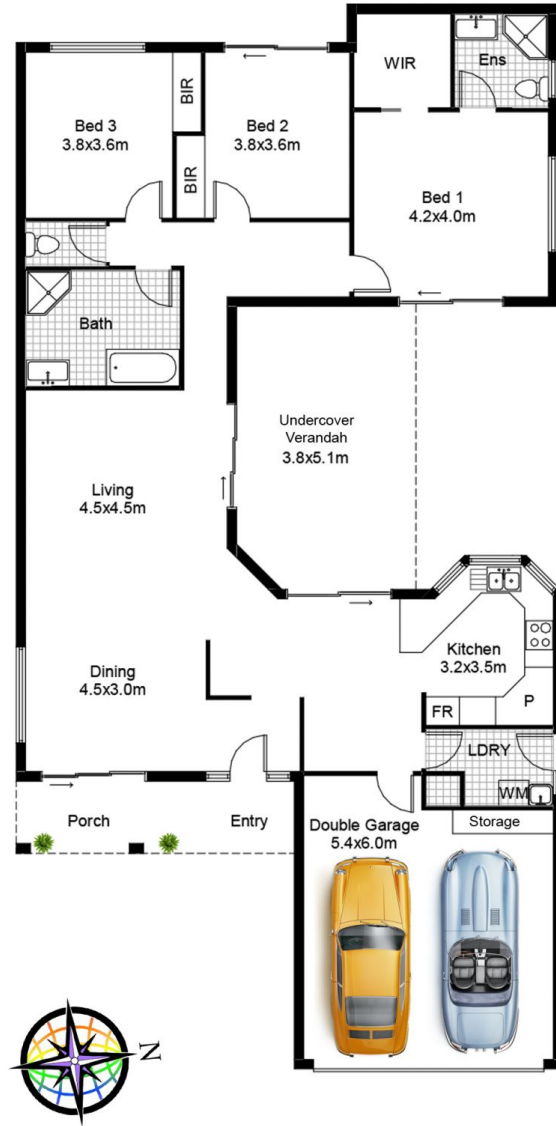 WIR
Ens
Bed 3
3.8x3.6m
BIR
Bed 2
3.8x3.6m
BIR
Bed 1
4.2x4.0m
Bath
Undercover
Verandah
3.8x5.1m
Living
4.5x4.5m
Kitchen
3.2x3.5m
Dining
4.5x3.0m
FR
P
LDRY
WM
Porch
Entry
Double Garage
5.4x6.0m
Storage
N